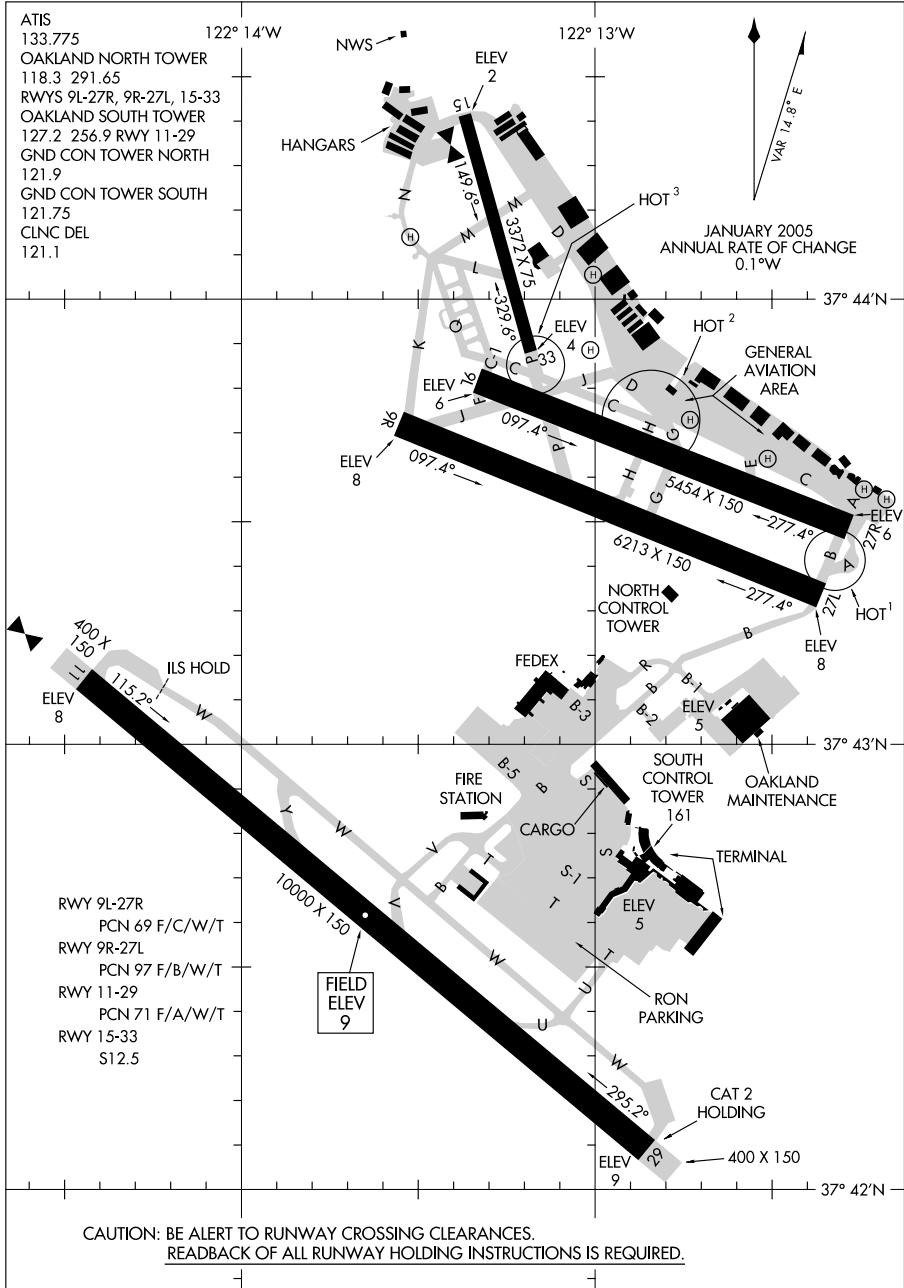 ATIS
133.775
OAKLAND NORTH TOWER
118.3 291.65
RWYS 9L-27R, 9R-27L, 15-33
OAKLAND SOUTH TOWER
127.2 256.9 RWY 11-29
GND CON TOWER NORTH
121.9
GND CON TOWER SOUTH
121.75
CLNC DEL
121.1
122° 14'W
122° 13'W
NWS
ELEV
2
15
HANGARS
VAR 14.8° E
JANUARY 2005
ANNUAL RATE OF CHANGE
0.1°W
HOT 3
149.6°
3372 X 75
329.6°
N
M
M
D
L
H
H
37° 44'N
ELEV
4
33
P
HOT 2
GENERAL
AVIATION
AREA
K
Q
C-1
C
J
H
D
C
H
G
H
ELEV
6
9L
F
J
P
097.4°
5454 X 150
277.4°
E
H
C
A
H
H
ELEV
6
27R
9R
ELEV
8
097.4°
6213 X 150
277.4°
H
G
B
A
27L
HOT 1
ELEV
8
NORTH
CONTROL
TOWER
B
400 X
150
ILS HOLD
11
ELEV
8
115.2°
W
FEDEX
R
B
B-1
B-2
B-3
ELEV
5
37° 43'N
OAKLAND
MAINTENANCE
SOUTH
CONTROL
TOWER
161
B-5
B
S
FIRE
STATION
CARGO
TERMINAL
Y
W
V
B
T
S
S-1
T
ELEV
5
10000 X 150
V
W
T
U
RON
PARKING
FIELD
ELEV
9
U
W
RWY 9L-27R
PCN 69 F/C/W/T
RWY 9R-27L
PCN 97 F/B/W/T
RWY 11-29
PCN 71 F/A/W/T
RWY 15-33
S12.5
295.2°
CAT 2
HOLDING
29
ELEV
9
400 X 150
37° 42'N
CAUTION: BE ALERT TO RUNWAY CROSSING CLEARANCES.
READBACK OF ALL RUNWAY HOLDING INSTRUCTIONS IS REQUIRED.